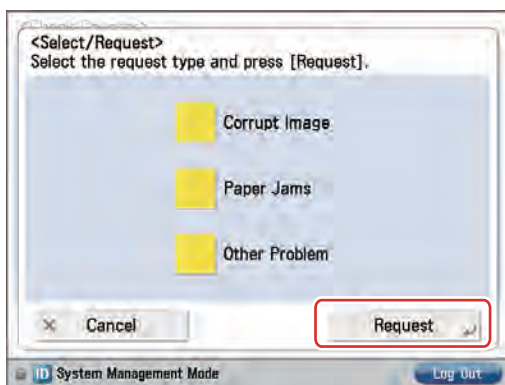 <Select/Request>
Select the request type and press [Request].
Corrupt Image
Paper Jams
Other Problem
× Cancel
Request
ID System Management Mode
Log Out